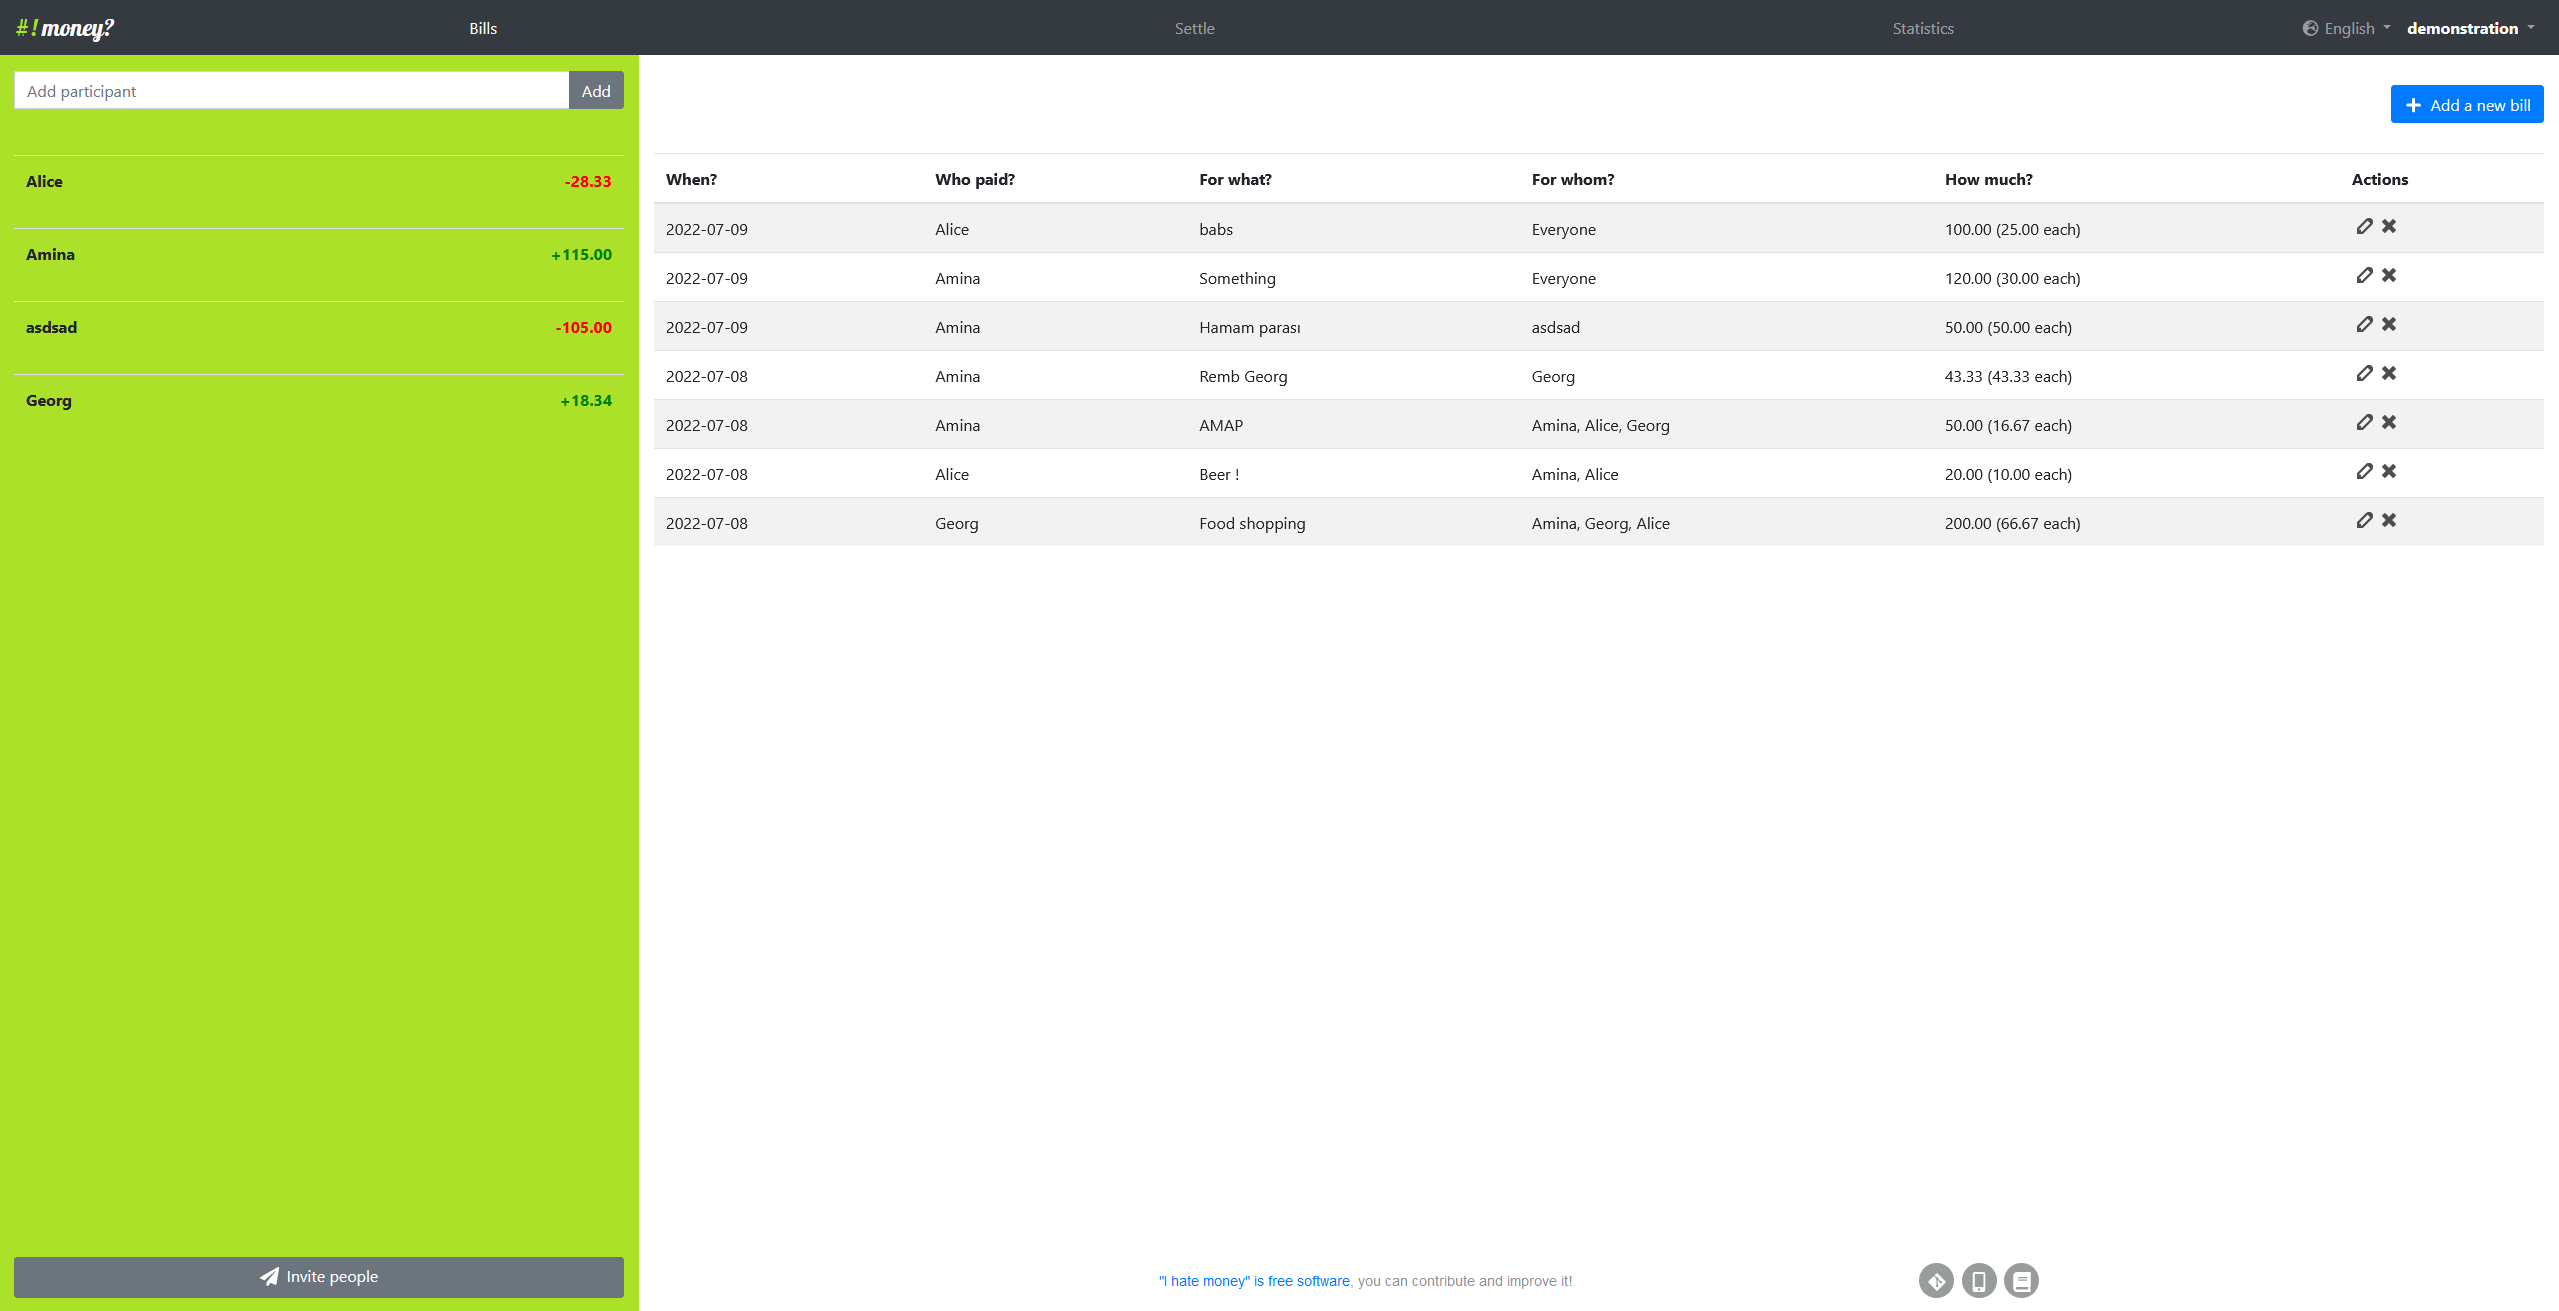 #! money? Bills Settle Statistics English demonstration
Add participant Add
Add a new bill
Alice -28.33
Amina +115.00
asdsad -105.00
Georg +18.34
When? Who paid? For what? For whom? How much? Actions
2022-07-09 Alice babs Everyone 100.00 (25.00 each)
2022-07-09 Amina Something Everyone 120.00 (30.00 each)
2022-07-09 Amina Hamam parası asdsad 50.00 (50.00 each)
2022-07-08 Amina Remb Georg Georg 43.33 (43.33 each)
2022-07-08 Amina AMAP Amina, Alice, Georg 50.00 (16.67 each)
2022-07-08 Alice Beer ! Amina, Alice 20.00 (10.00 each)
2022-07-08 Georg Food shopping Amina, Georg, Alice 200.00 (66.67 each)
Invite people
"I hate money" is free software, you can contribute and improve it!